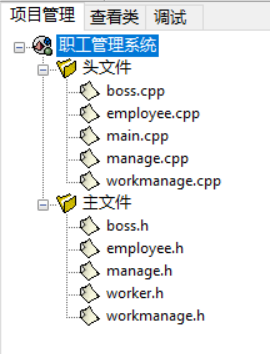 项目管理 查看类 调试
职工管理系统
头文件
boss.cpp
employee.cpp
main.cpp
manage.cpp
workmanage.cpp
主文件
boss.h
employee.h
manage.h
worker.h
workmanage.h